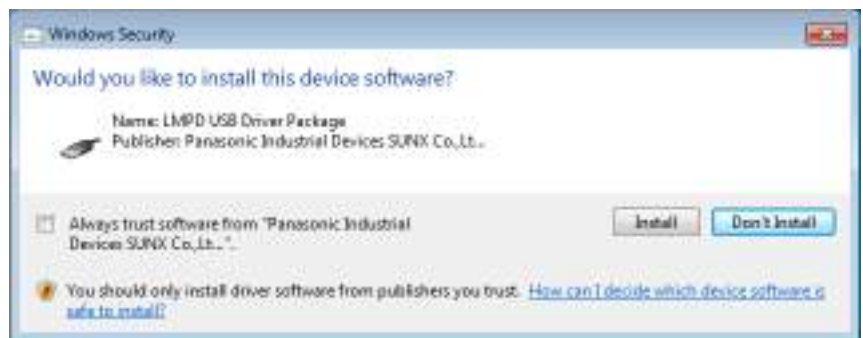 Windows Security
Would you like to install this device software?
Name: LMPD USB Driver Package
Publisher: Panasonic Industrial Devices SUNX Co.,Lt...
Always trust software from "Panasonic Industrial
Devices SUNX Co.,Lt...".
Install
Don't Install
You should only install driver software from publishers you trust. How can I decide which device software is
safe to install?